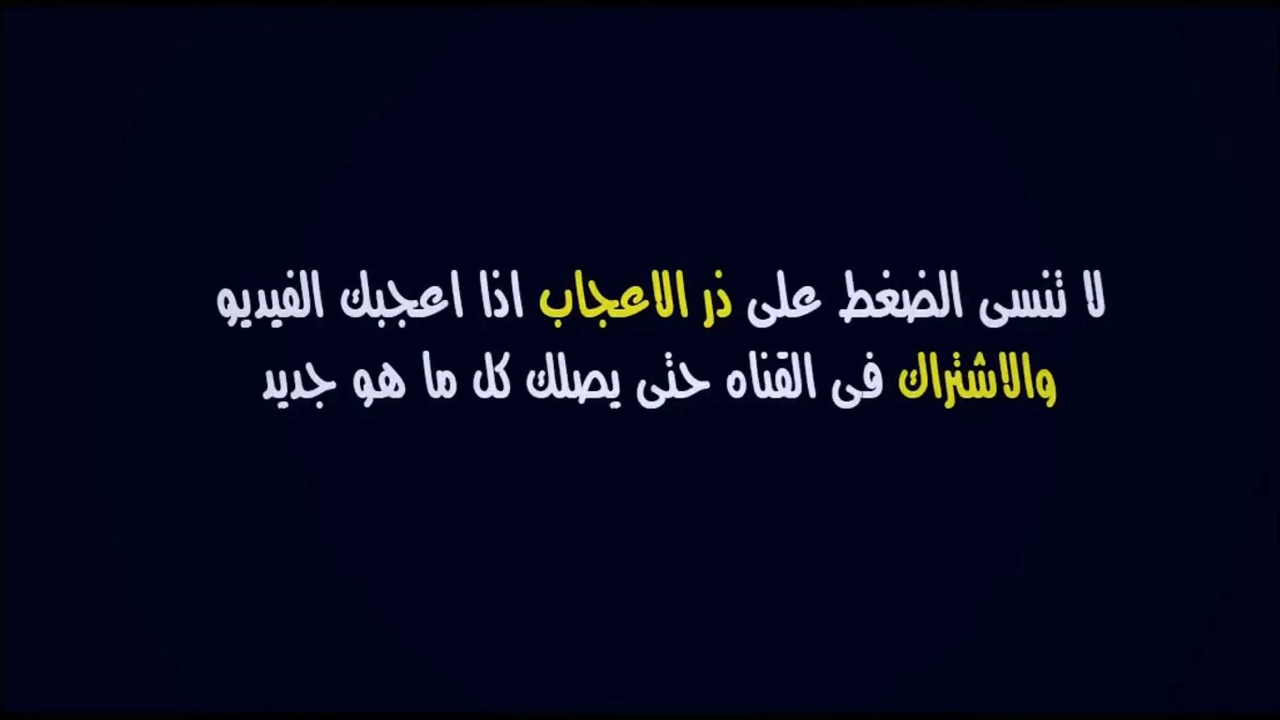 لا تنسى الضغط على ذر الاعجاب اذا اعجبك الفيديو
والاشتراك فى القناه حتى يصلك كل ما هو جديد